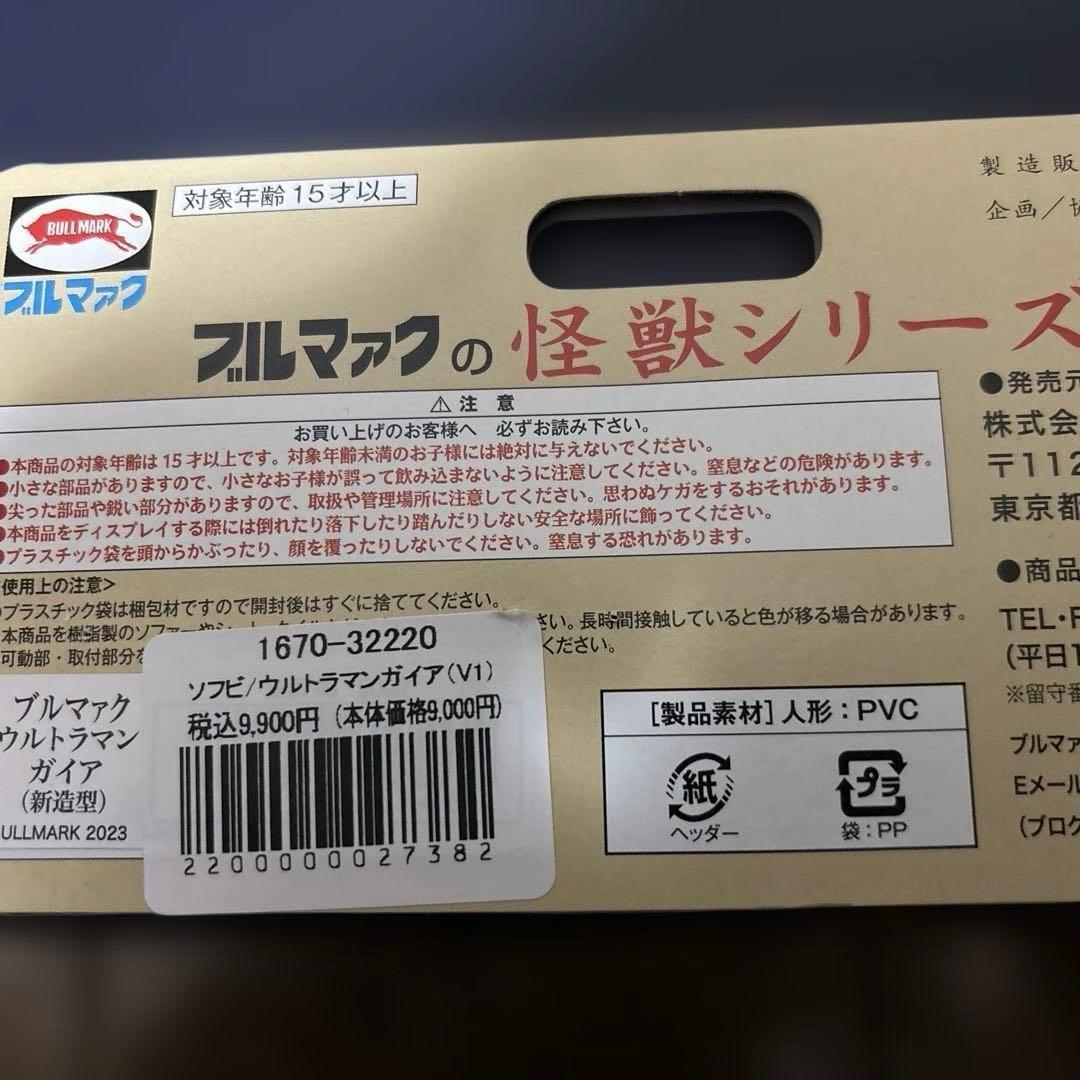 BULLMARK
ブルマァク
対象年齢15才以上
製造販
企画/
ブルマァクの怪獣シリーズ
⚠注 意
お買い上げのお客様へ 必ずお読み下さい。
●本商品の対象年齢は15才以上です。対象年齢未満のお子様には絶対に与えないでください。
●小さな部品がありますので、小さなお子様が誤って飲み込まないように注意してください。窒息などの危険があります。
●尖った部品や鋭い部分がありますので、取扱や管理場所に注意してください。思わぬケガをするおそれがあります。
●本商品をディスプレイする際には倒れたり落下したり踏んだりしない安全な場所に飾ってください。
●プラスチック袋を頭からかぶったり、顔を覆ったりしないでください。窒息する恐れがあります。
使用上の注意>
プラスチック袋は梱包材ですので開封後はすぐに捨ててください。
本商品を樹脂製のソファーや
さい。長時間接触していると色が移る場合があります。
可動部・取付部分を
ください。
ブルマァク
ウルトラマン
ガイア
(新造型)
ULLMARK 2023
1670-32220
ソフビ/ウルトラマンガイア(V1)
税込9,900円 (本体価格9,000円)
2200000027382
[製品素材]人形:PVC
紙
ヘッダー
プラ
袋:PP
●発売元
株式会
〒112
東京都
●商品
TEL・F
(平日1
※留守番
ブルマァ
Eメール
(ブログ